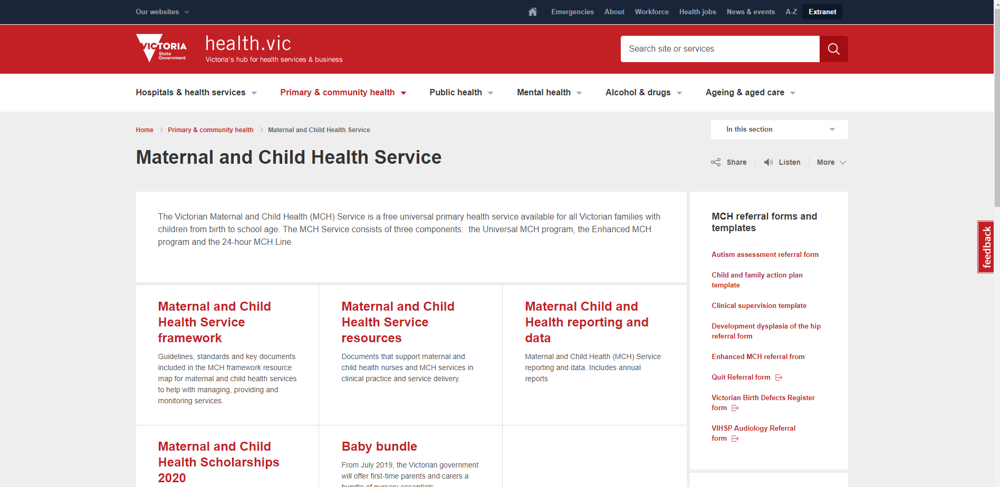 Our websites
Emergencies About Workforce Health jobs News & events A-Z Extranet
VICTORIA
State
Government
health.vic
Victoria's hub for health services & business
Search site or services
Hospitals & health services Primary & community health Public health Mental health Alcohol & drugs Ageing & aged care
Home Primary & community health Maternal and Child Health Service
In this section
Maternal and Child Health Service
Share Listen More
The Victorian Maternal and Child Health (MCH) Service is a free universal primary health service available for all Victorian families with
children from birth to school age. The MCH Service consists of three components:  the Universal MCH program, the Enhanced MCH
program and the 24-hour MCH Line.
Maternal and Child
Health Service
framework
Guidelines, standards and key documents
included in the MCH framework resource
map for maternal and child health services
to help with managing, providing and
monitoring services.
Maternal and Child
Health Service
resources
Documents that support maternal and
child health nurses and MCH services in
clinical practice and service delivery.
Maternal Child and
Health reporting and
data
Maternal and Child Health (MCH) Service
reporting and data. Includes annual
reports
Maternal and Child
Health Scholarships
2020
Baby bundle
From July 2019, the Victorian government
will offer first-time parents and carers a
bundle of nursery essentials
MCH referral forms and
templates
Autism assessment referral form
Child and family action plan
template
Clinical supervision template
Development dysplasia of the hip
referral form
Enhanced MCH referral from
Quit Referral form
Victorian Birth Defects Register
form
VIHSP Audiology Referral
form
feedback